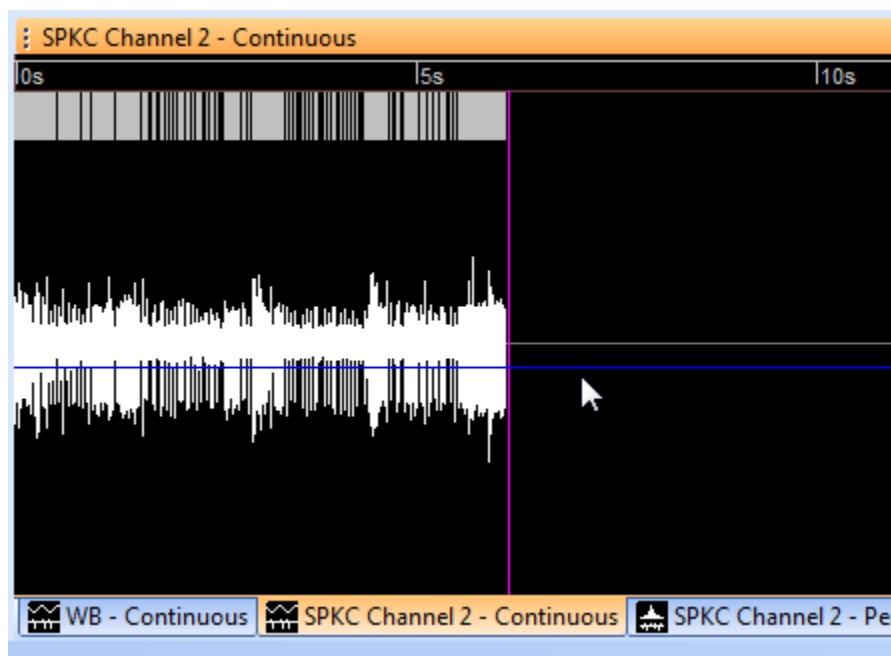 SPKC Channel 2 - Continuous
0s 5s 10s
WB - Continuous SPKC Channel 2 - Continuous SPKC Channel 2 - Pe